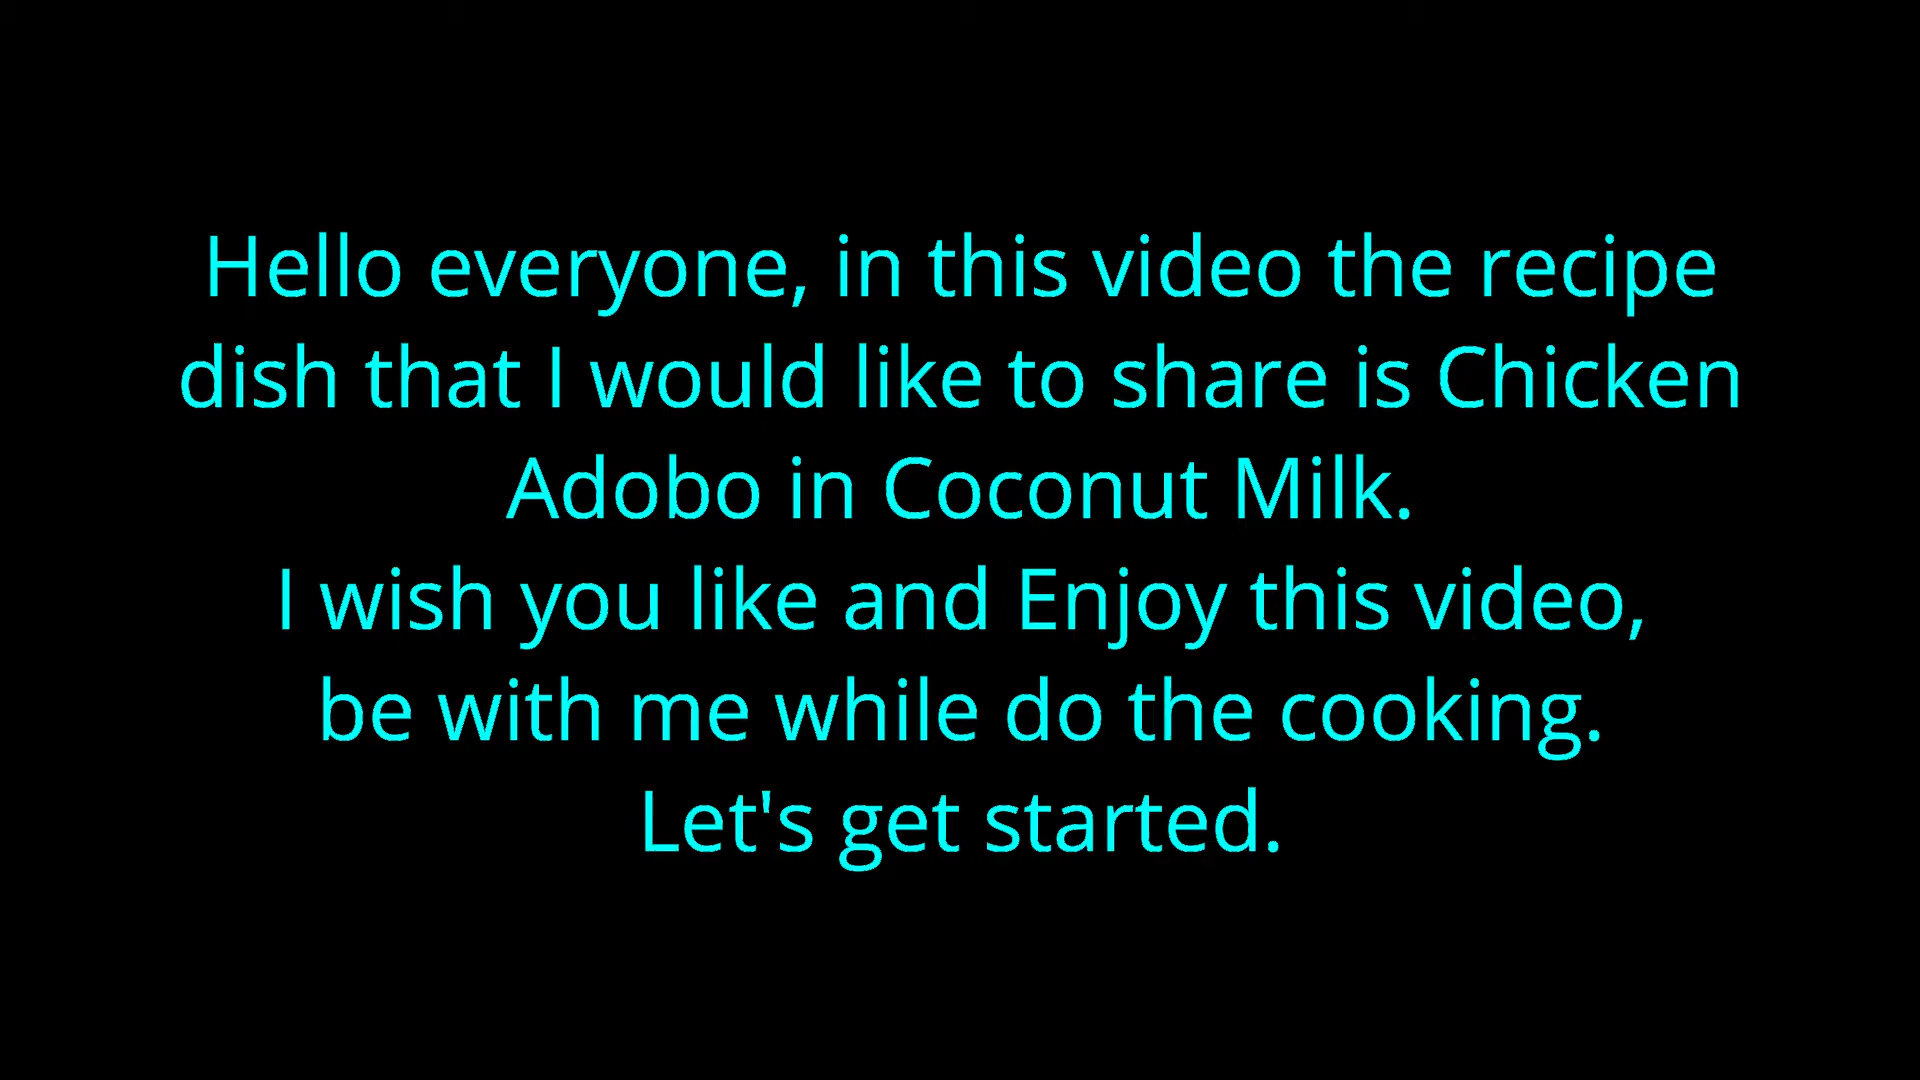 Hello everyone, in this video the recipe
dish that I would like to share is Chicken
Adobo in Coconut Milk.
I wish you like and Enjoy this video,
be with me while do the cooking.
Let's get started.